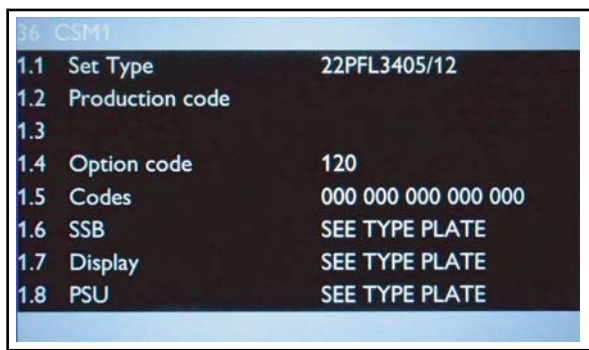 36 CSM1
1.1 Set Type 22PFL3405/12
1.2 Production code
1.3
1.4 Option code 120
1.5 Codes 000 000 000 000 000
1.6 SSB SEE TYPE PLATE
1.7 Display SEE TYPE PLATE
1.8 PSU SEE TYPE PLATE